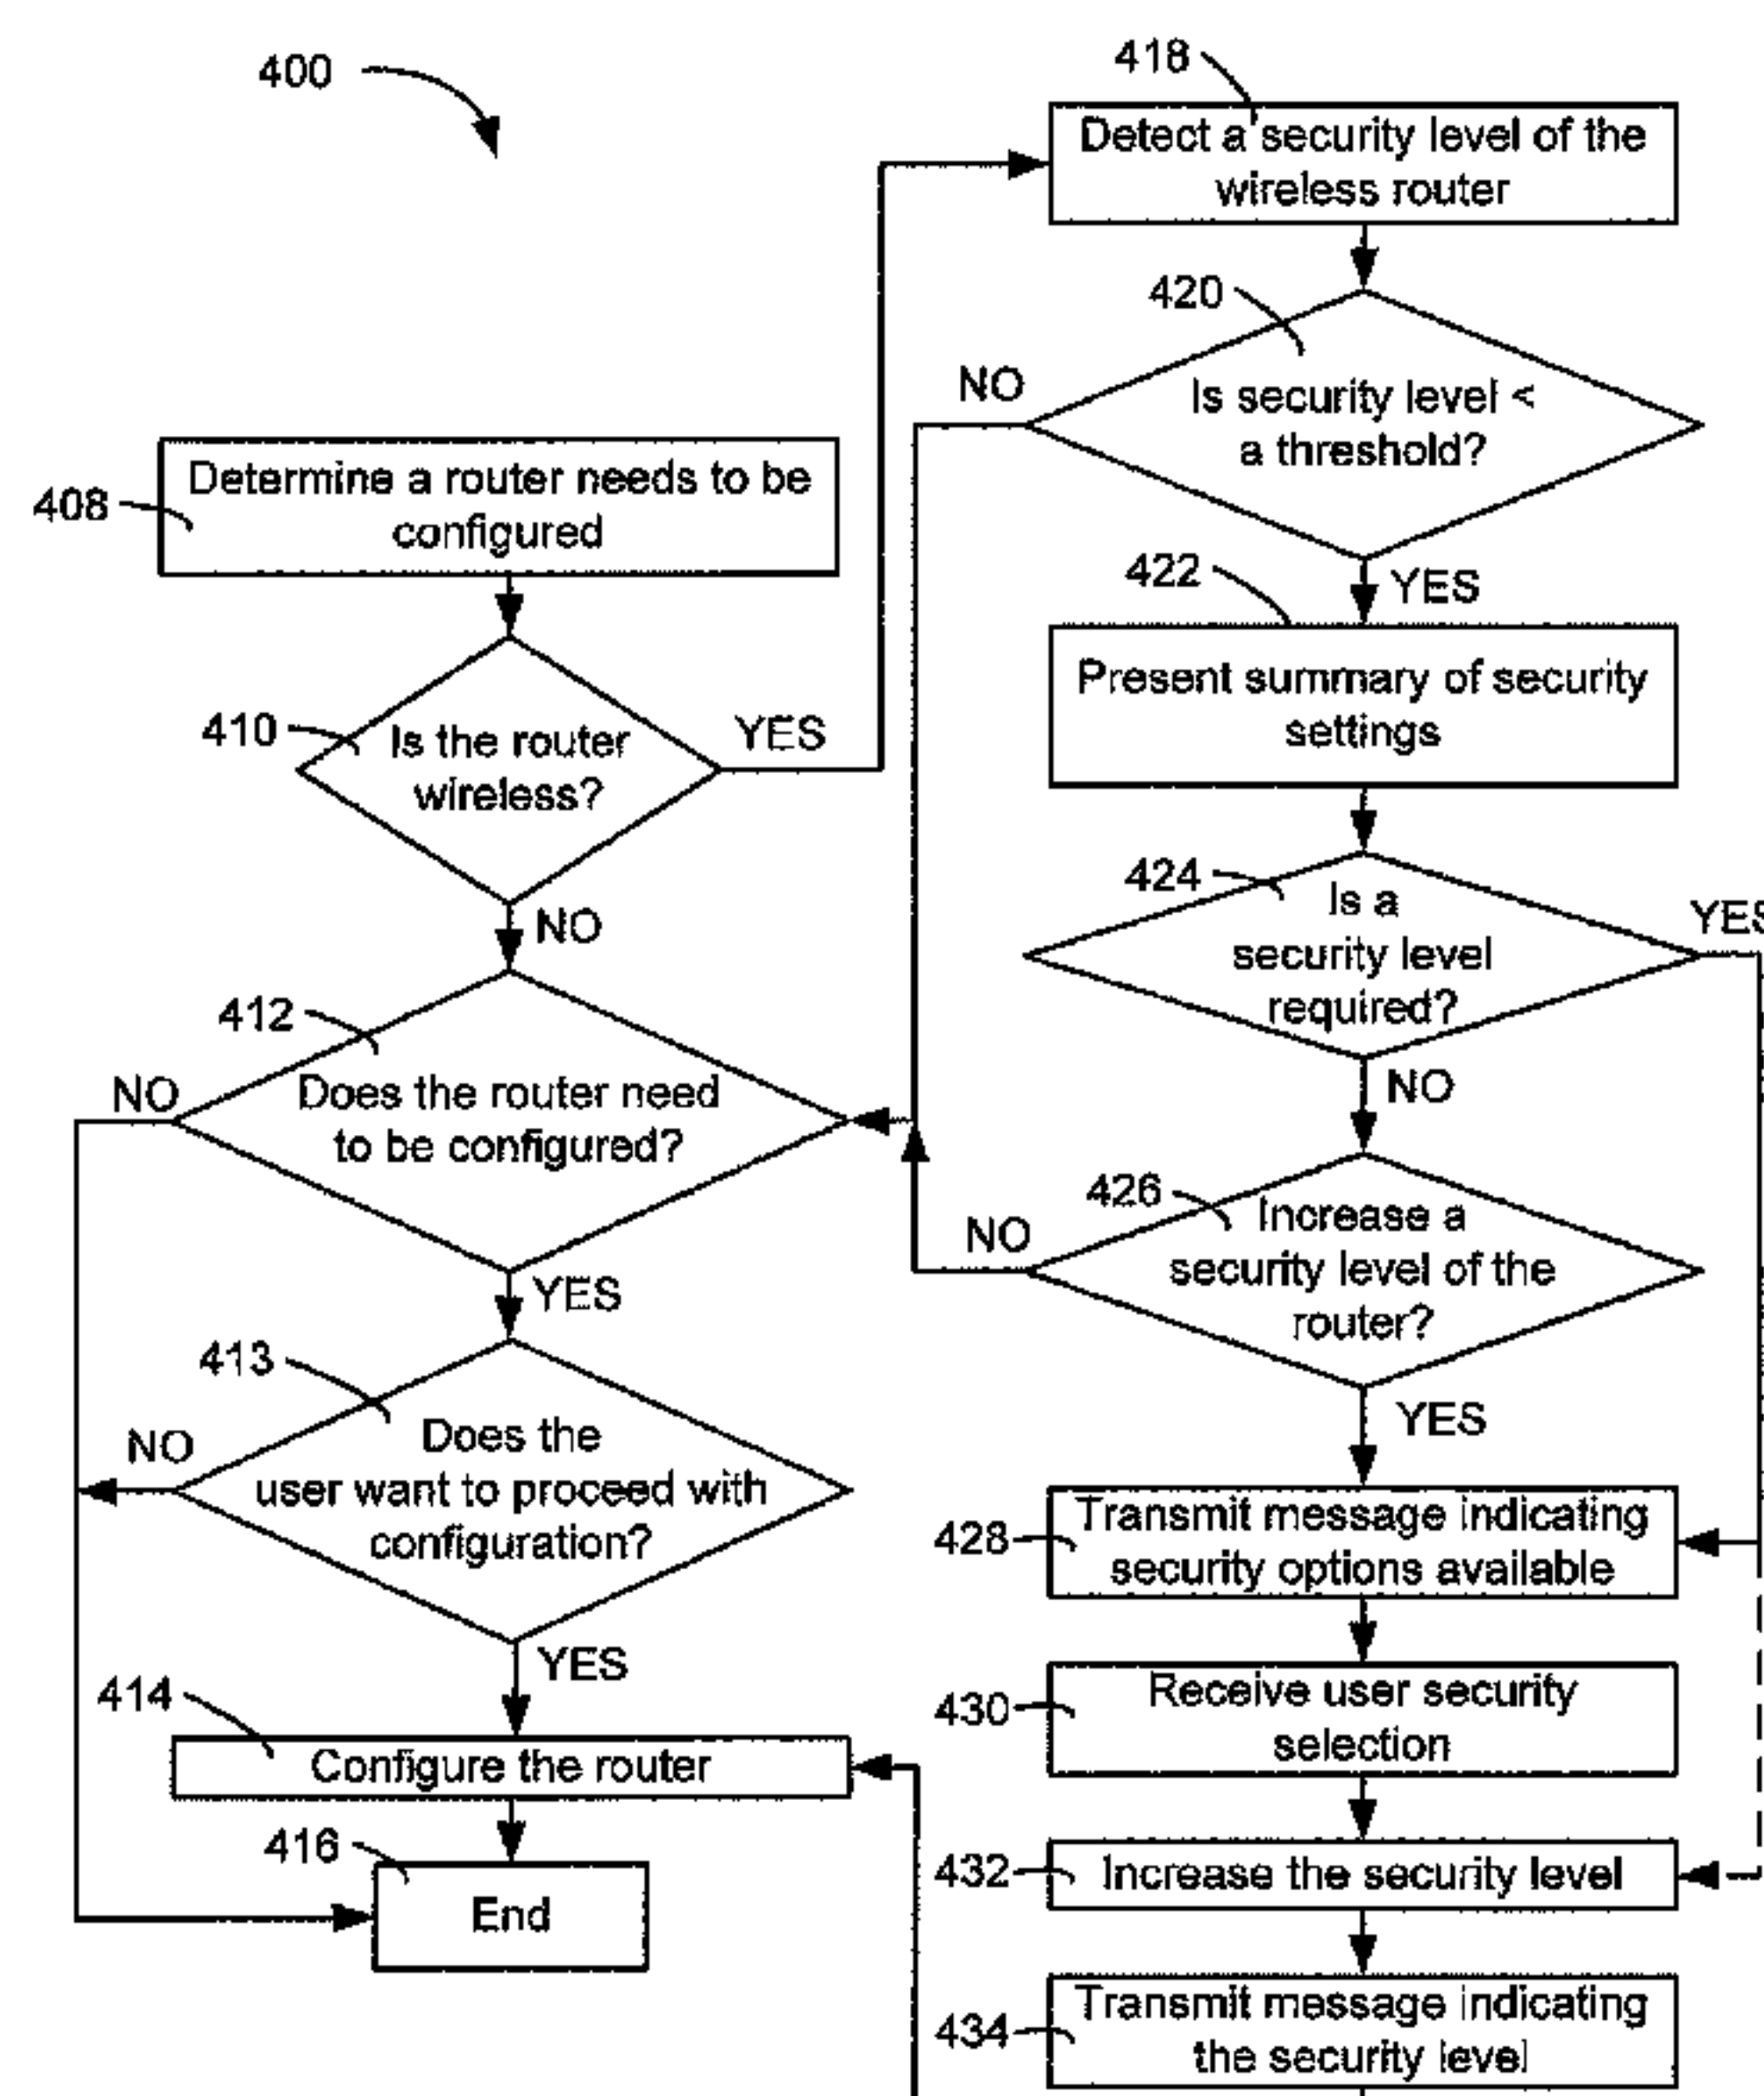 400
408
Determine a router needs to be
configured
410
Is the router
wireless?
YES
NO
412
Does the router need
to be configured?
NO
YES
413
Does the
user want to proceed with
configuration?
NO
YES
414
Configure the router
416
End
418
Detect a security level of the
wireless router
420
Is security level <
a threshold?
NO
YES
422
Present summary of security
settings
424
Is a
security level
required?
YES
NO
426
Increase a
security level of the
router?
NO
YES
428
Transmit message indicating
security options available
430
Receive user security
selection
432
Increase the security level
434
Transmit message indicating
the security level